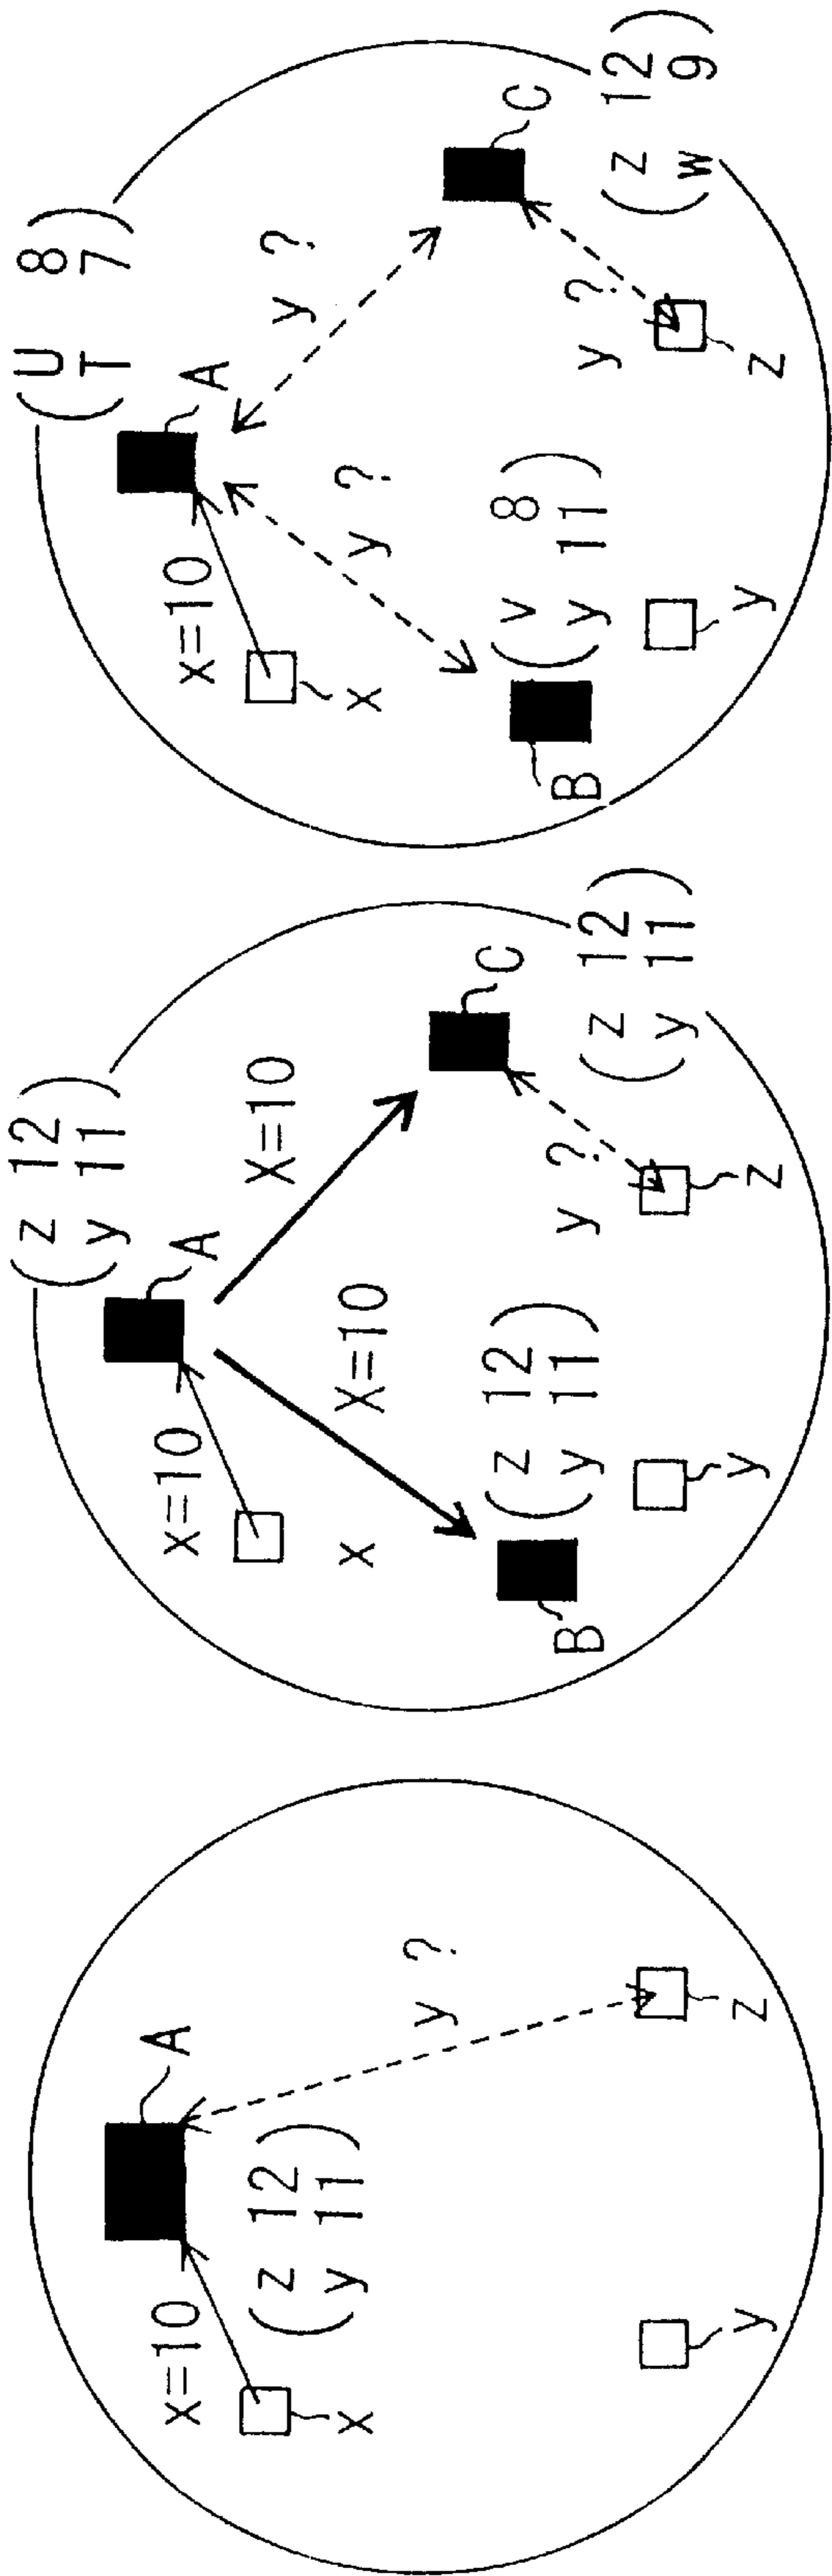 A
x=10
(z 12
y 11)
x
y ?
y
z
(z 12
y 11)
A
x=10
X=10
x
X=10
C
B
(z 12
y 11)
y ?
(z 12
y 11)
y
z
(U 8
T 7)
A
x=10
y ?
x
y ?
C
B
(v 8
y 11)
y ?
(z 12
w 9)
y
z